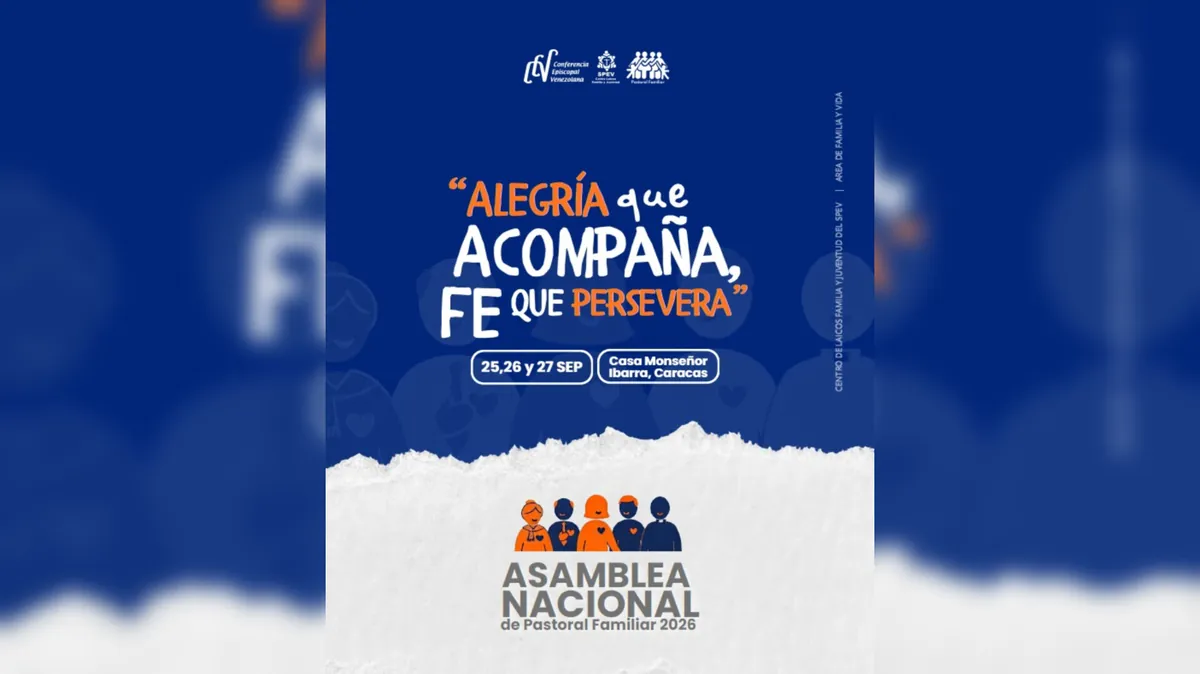 Conferencia
Episcopal
Venezolana
SPEV
Pastoral Familiar
“ALEGRÍA que
ACOMPAÑA,
FE QUE PERSEVERA”
25,26 y 27 SEP
Casa Monseñor
Ibarra, Caracas
CENTRO DE LAICOS FAMILIA Y JUVENTUD DEL SPEV | AREA DE FAMILIA Y VIDA
ASAMBLEA
NACIONAL
de Pastoral Familiar 2026